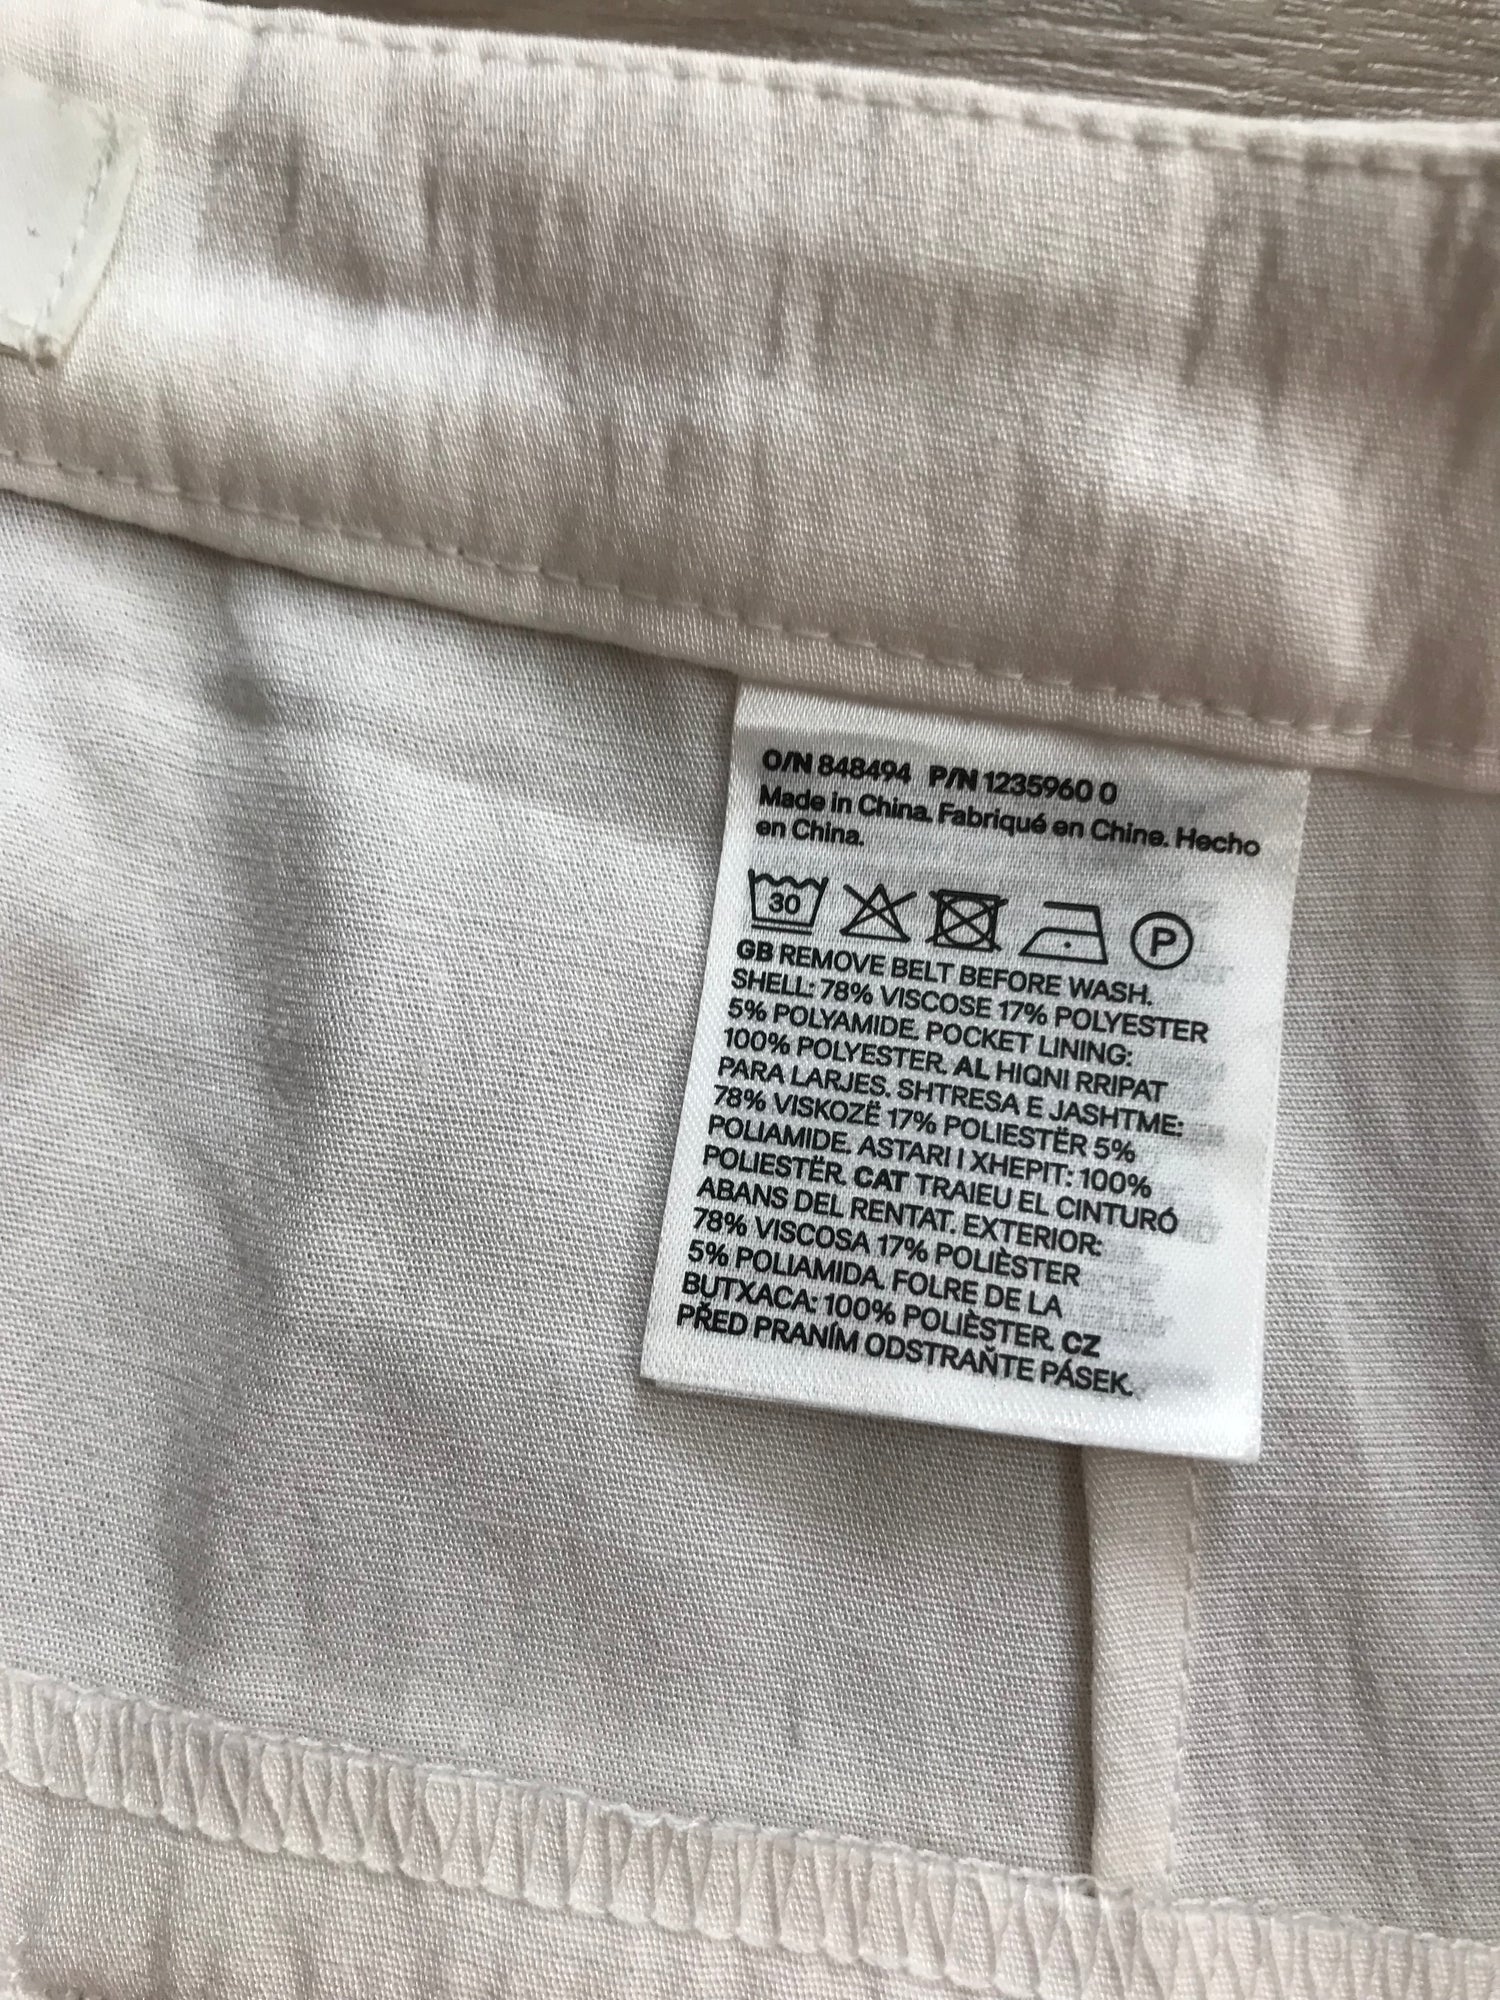 O/N 848494 P/N 1235960 0
Made in China. Fabriqué en Chine. Hecho
en China.
30
P
GB REMOVE BELT BEFORE WASH.
SHELL: 78% VISCOSE 17% POLYESTER
5% POLYAMIDE. POCKET LINING:
100% POLYESTER. AL HIQNI RRIPAT
PARA LARJES. SHTRESA E JASHTME:
78% VISKOZË 17% POLIESTËR 5%
POLIAMIDE. ASTARI I XHEPIT: 100%
POLIESTËR. CAT TRAIEU EL CINTURÓ
ABANS DEL RENTAT. EXTERIOR:
78% VISCOSA 17% POLIÈSTER
5% POLIAMIDA. FOLRE DE LA
BUTXACA: 100% POLIÈSTER. CZ
PŘED PRANÍM ODSTRAŇTE PÁSEK.